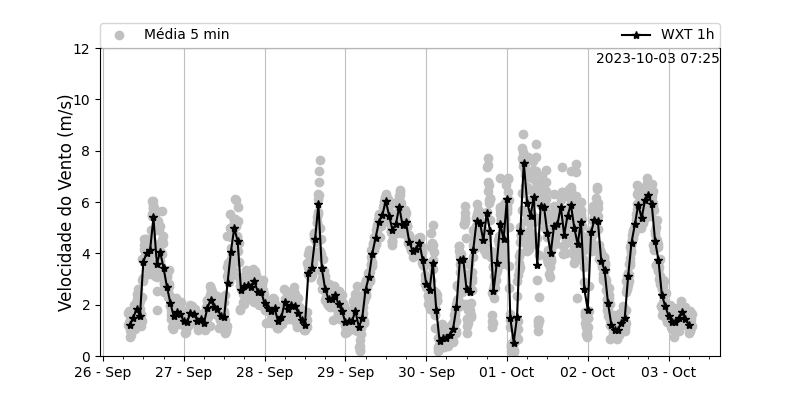 Média 5 min
WXT 1h
2023-10-03 07:25
Velocidade do Vento (m/s)
12
10
8
6
4
2
0
26 - Sep
27 - Sep
28 - Sep
29 - Sep
30 - Sep
01 - Oct
02 - Oct
03 - Oct